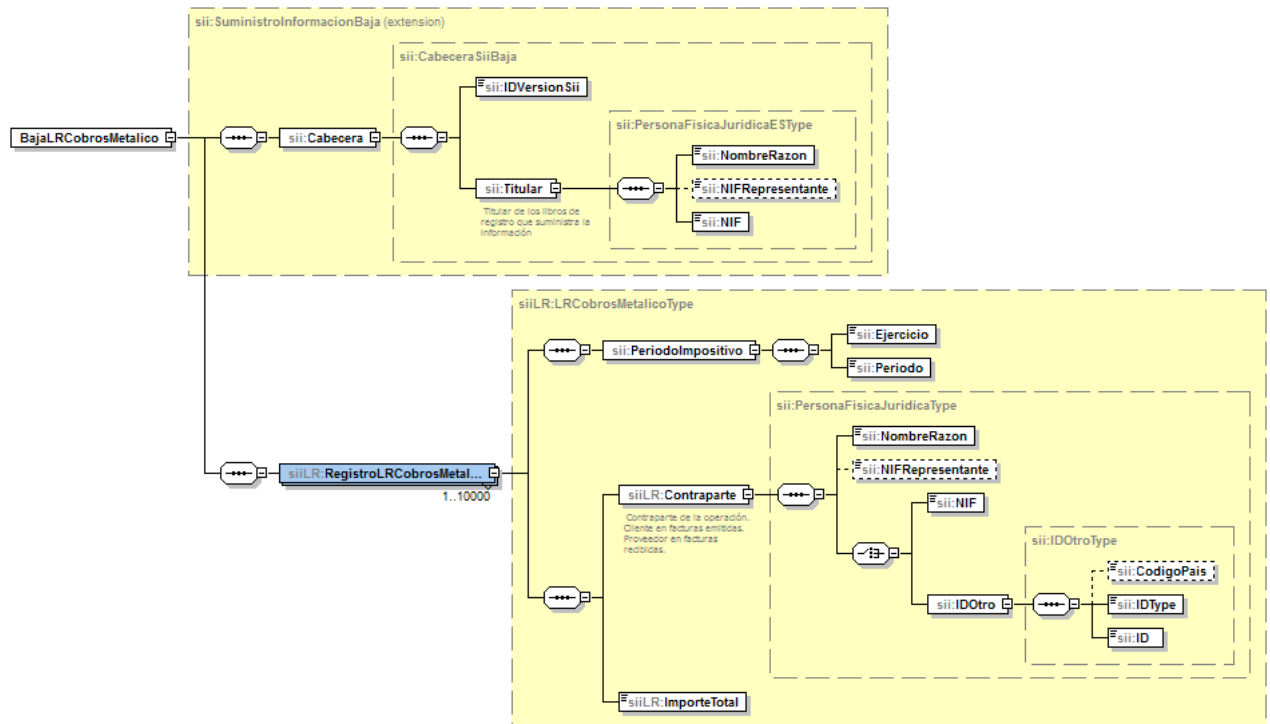 sii:SuministroInformacionBaja (extension)
sii:CabeceraSiiBaja
sii:IDVersionSii
sii:PersonaFisicaJuridicaESType
BajaLRCobrosMetalico
sii:Cabecera
sii:NombreRazon
sii:Titular
sii:NIFRepresentante
Titular de los libros de
registro que suministra la
información
sii:NIF
siiLR:LRCobrosMetalicoType
sii:PeriodoImpositivo
sii:Ejercicio
sii:Periodo
sii:PersonaFisicaJuridicaType
sii:NombreRazon
siiLR:RegistroLRCobrosMetal...
1..10000
sii:NIFRepresentante
siiLR:Contraparte
Contraparte de la operación.
Cliente en facturas emitidas.
Proveedor en facturas
recibidas.
sii:NIF
sii:IDOtroType
sii:CodigoPais
sii:IDOtro
sii:IDType
sii:ID
siiLR:ImporteTotal